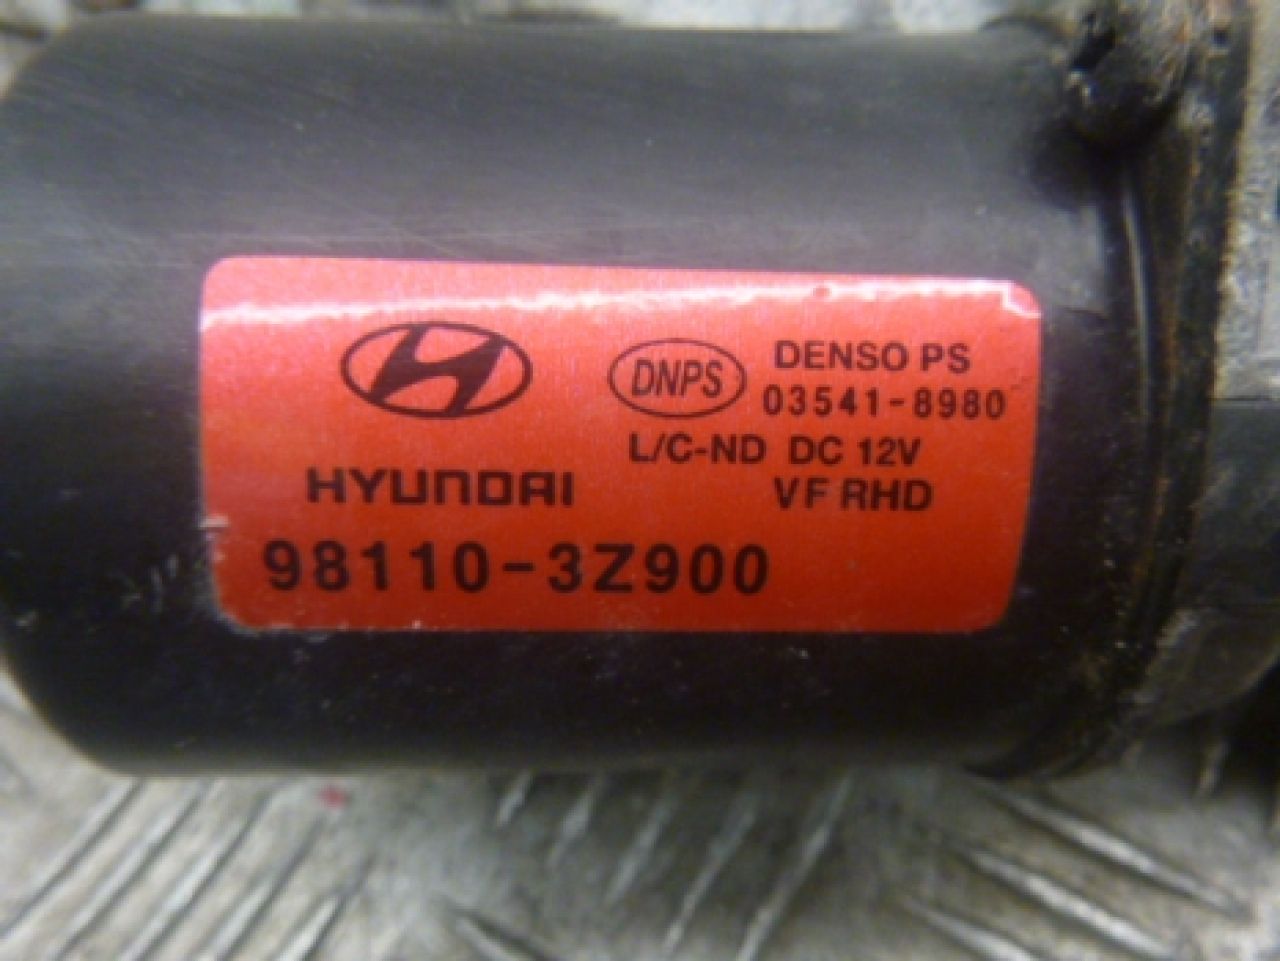 DNPS
DENSO PS
03541-8980
L/C-ND DC 12V
VF RHD
HYUNDAI
98110-3Z900